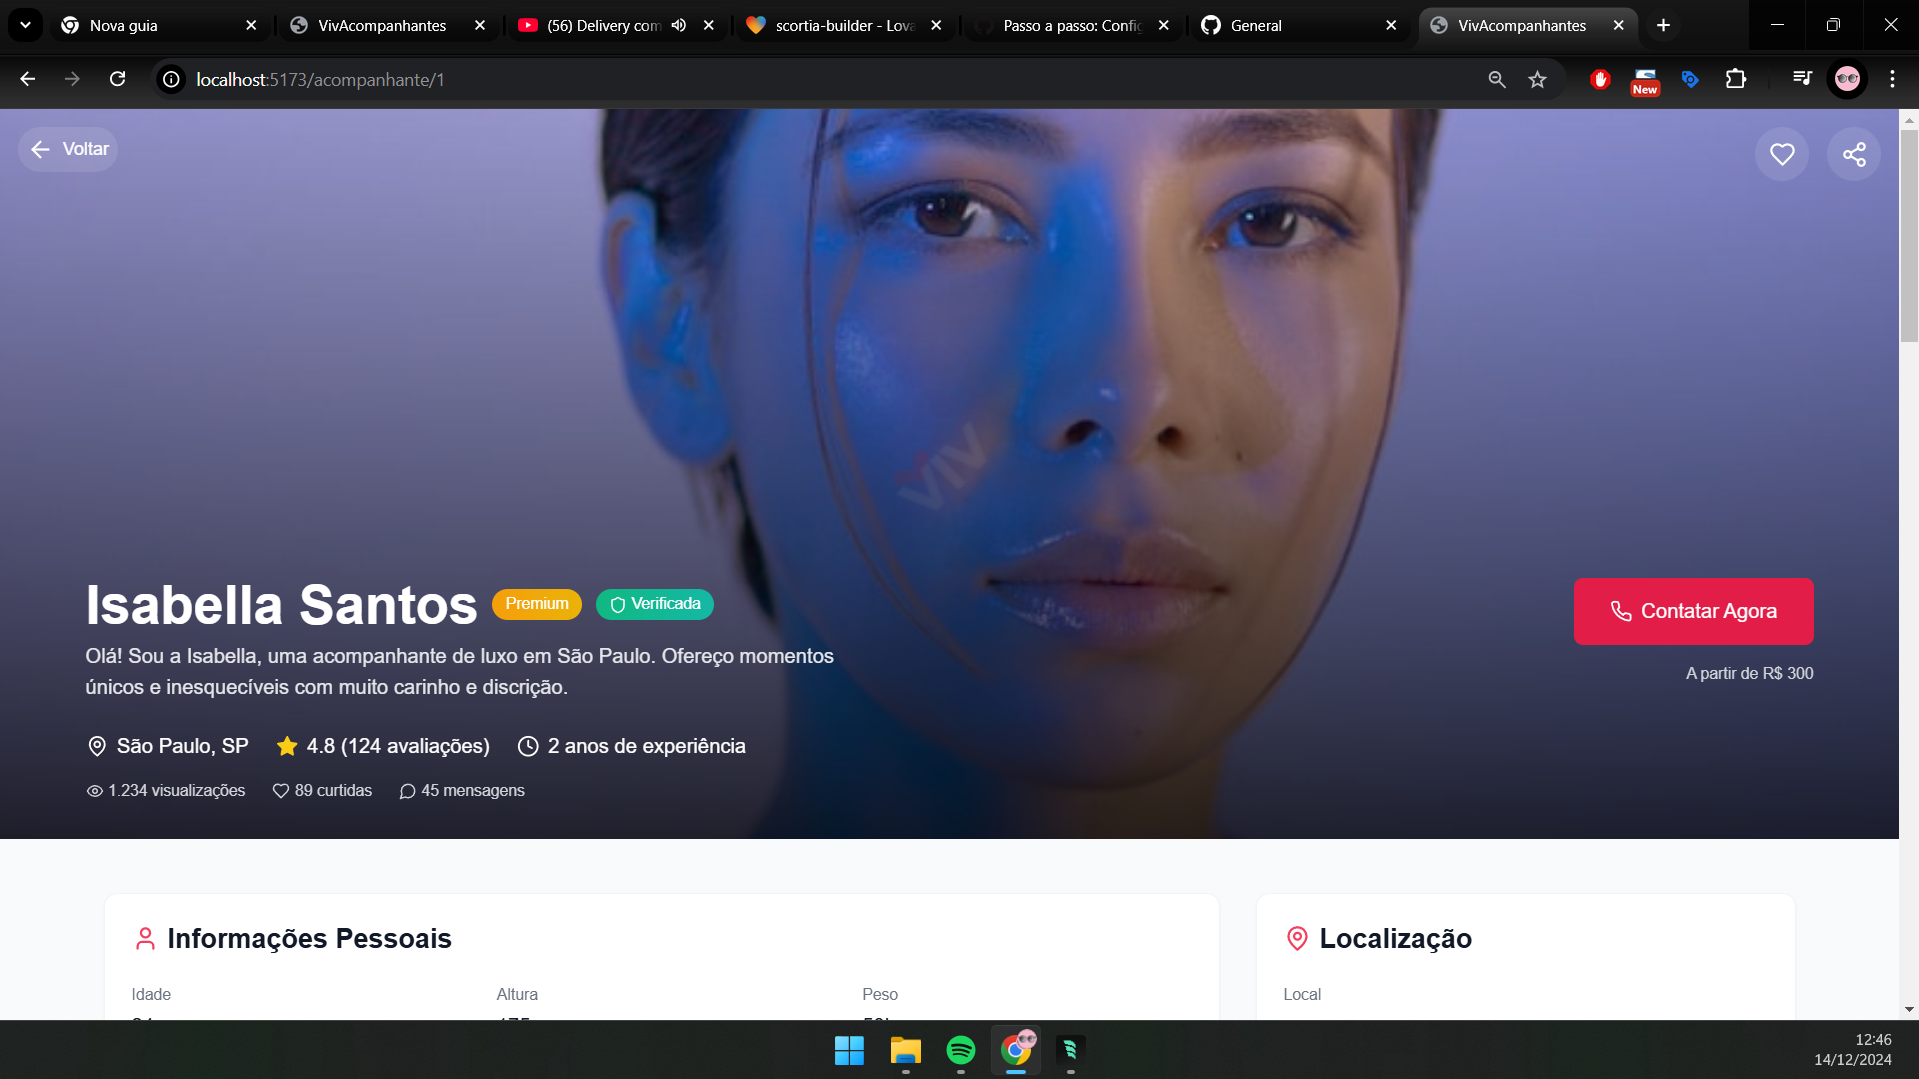 Nova guia
VivAcompanhantes
(56) Delivery com
scortia-builder - Lova
Passo a passo: Config
General
VivAcompanhantes
localhost:5173/acompanhante/1
New
Voltar
VIV
Isabella Santos
Premium
Verificada
Olá! Sou a Isabella, uma acompanhante de luxo em São Paulo. Ofereço momentos
únicos e inesquecíveis com muito carinho e discrição.
Contatar Agora
A partir de R$ 300
São Paulo, SP
4.8 (124 avaliações)
2 anos de experiência
1.234 visualizações
89 curtidas
45 mensagens
Informações Pessoais
Localização
Idade
Altura
Peso
Local
12:46
14/12/2024